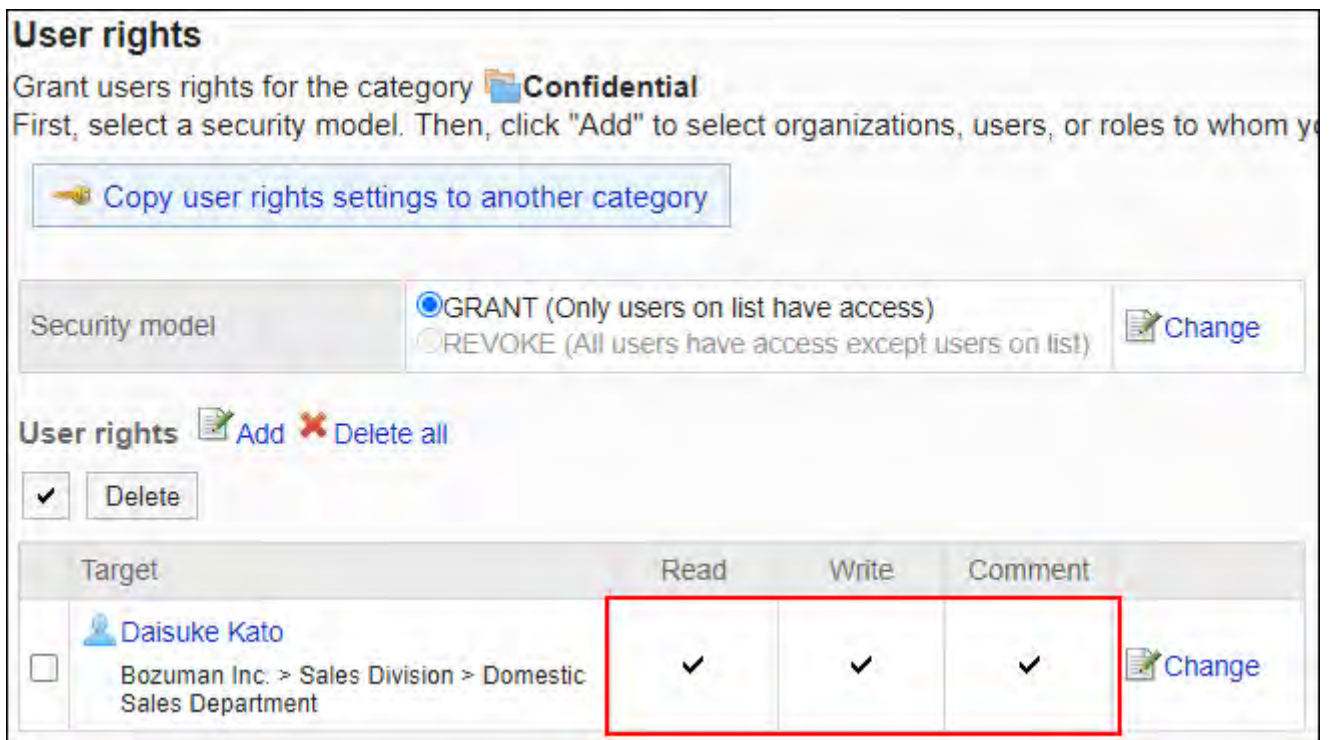 User rights
Grant users rights for the category Confidential
First, select a security model. Then, click "Add" to select organizations, users, or roles to whom
Copy user rights settings to another category
Security model
GRANT (Only users on list have access)
REVOKE (All users have access except users on list)
Change
User rights Add Delete all
Delete
Target Read Write Comment
Daisuke Kato
Bozuman Inc. > Sales Division > Domestic
Sales Department
Change